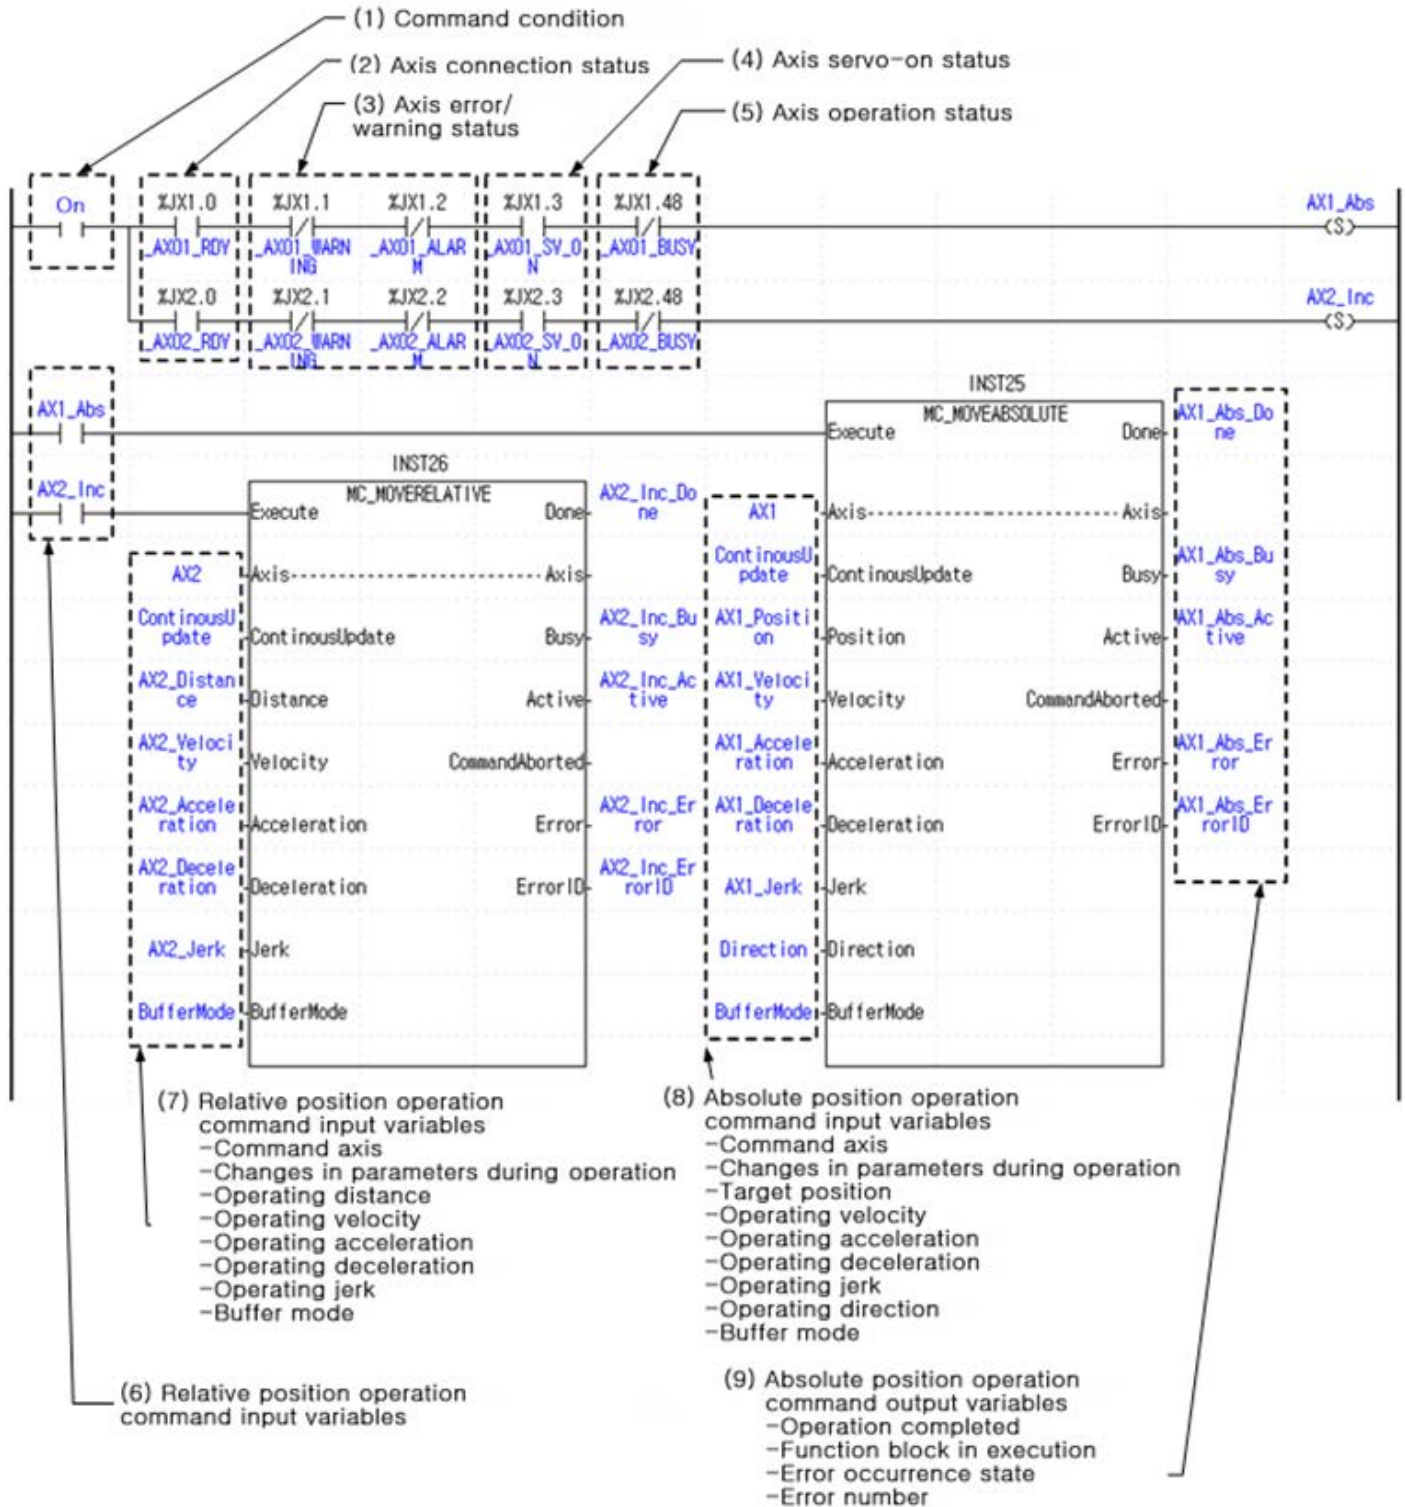 (1) Command condition
(2) Axis connection status
(3) Axis error/
warning status
(4) Axis servo-on status
(5) Axis operation status
On
%JX1.0
%JX1.1
%JX1.2
%JX1.3
%JX1.48
AX1_Abs
(S)
_AX01_RDY
_AX01_WARN
ING
_AX01_ALAR
M
_AX01_SV_O
N
_AX01_BUSY
%JX2.0
%JX2.1
%JX2.2
%JX2.3
%JX2.48
AX2_Inc
(S)
_AX02_RDY
_AX02_WARN
ING
_AX02_ALAR
M
_AX02_SV_O
N
_AX02_BUSY
AX1_Abs
AX2_Inc
INST26
MC_MOVERELATIVE
Execute
Done
AX2_Inc_Do
ne
AX2
Axis
Axis
ContinousU
pdate
ContinousUpdate
Busy
AX2_Inc_Bu
sy
AX2_Distan
ce
Distance
Active
AX2_Inc_Ac
tive
AX2_Veloci
ty
Velocity
CommandAborted
AX2_Accele
ration
Acceleration
Error
AX2_Inc_Er
ror
AX2_Decele
ration
Deceleration
ErrorID
AX2_Inc_Er
rorID
AX2_Jerk
Jerk
BufferMode
BufferMode
INST25
MC_MOVEABSOLUTE
Execute
Done
AX1_Abs_Do
ne
AX1
Axis
Axis
ContinousU
pdate
ContinousUpdate
Busy
AX1_Abs_Bu
sy
AX1_Positi
on
Position
Active
AX1_Abs_Ac
tive
AX1_Veloci
ty
Velocity
CommandAborted
AX1_Accele
ration
Acceleration
Error
AX1_Abs_Er
ror
AX1_Decele
ration
Deceleration
ErrorID
AX1_Abs_Er
rorID
AX1_Jerk
Jerk
Direction
Direction
BufferMode
BufferMode
(7) Relative position operation
command input variables
-Command axis
-Changes in parameters during operation
-Operating distance
-Operating velocity
-Operating acceleration
-Operating deceleration
-Operating jerk
-Buffer mode
(8) Absolute position operation
command input variables
-Command axis
-Changes in parameters during operation
-Target position
-Operating velocity
-Operating acceleration
-Operating deceleration
-Operating jerk
-Operating direction
-Buffer mode
(6) Relative position operation
command input variables
(9) Absolute position operation
command output variables
-Operation completed
-Function block in execution
-Error occurrence state
-Error number